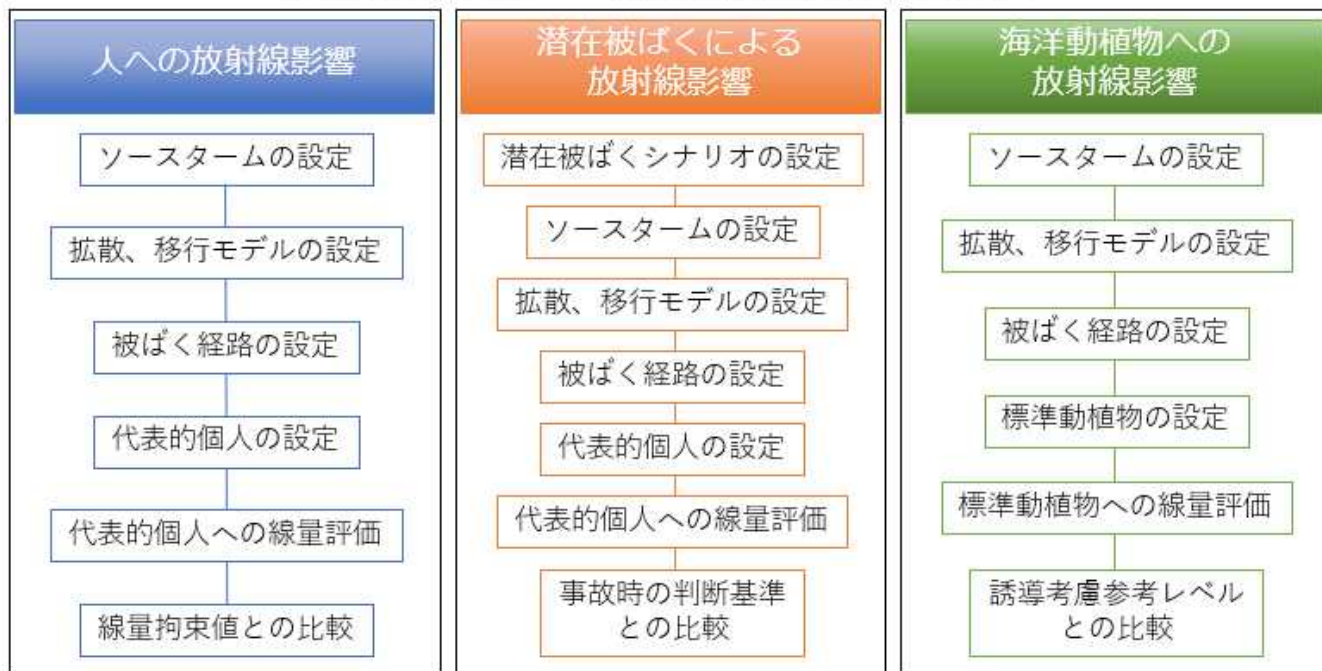 人への放射線影響
ソースタームの設定
拡散、移行モデルの設定
被ばく経路の設定
代表的個人の設定
代表的個人への線量評価
線量拘束値との比較
潜在被ばくによる
放射線影響
潜在被ばくシナリオの設定
ソースタームの設定
拡散、移行モデルの設定
被ばく経路の設定
代表的個人の設定
代表的個人への線量評価
事故時の判断基準
との比較
海洋動植物への
放射線影響
ソースタームの設定
拡散、移行モデルの設定
被ばく経路の設定
標準動植物の設定
標準動植物への線量評価
誘導考慮参考レベル
との比較